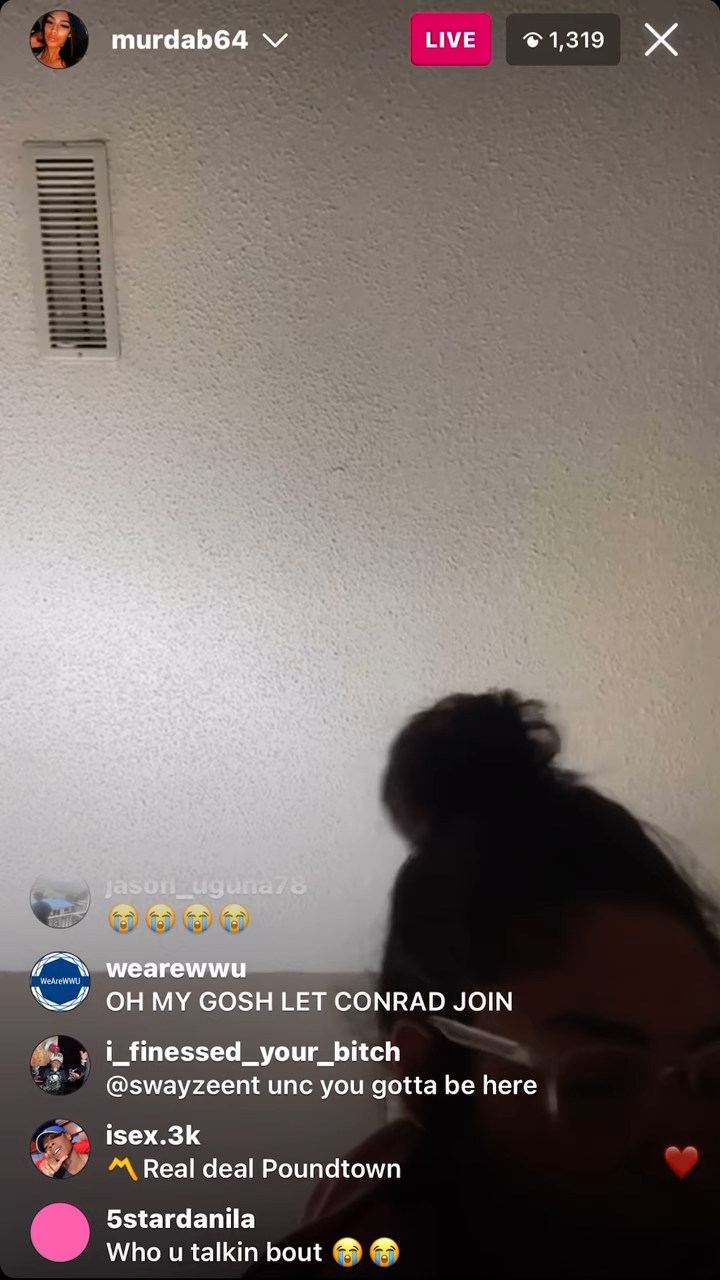 murdab64
LIVE
1,319
jason_uguna78
😭😭😭😭
WeAreWWU
wearewwu
OH MY GOSH LET CONRAD JOIN
i_finessed_your_bitch
@swayzeent unc you gotta be here
isex.3k
〽️Real deal Poundtown
5stardanila
Who u talkin bout 😭😭